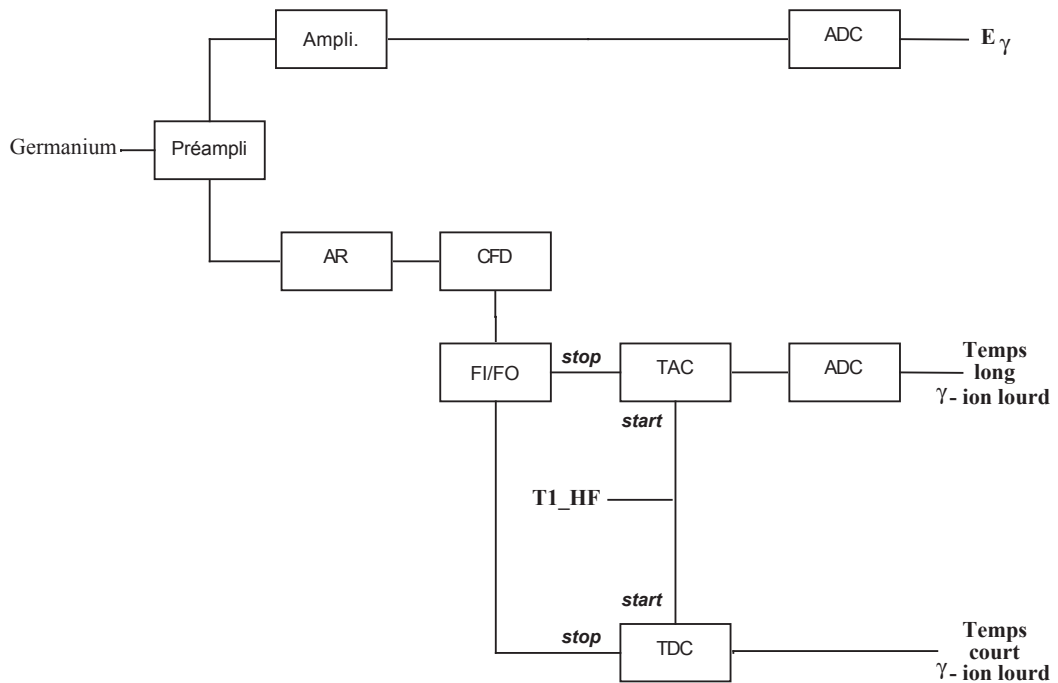 Ampli.
ADC
E γ
Germanium
Préampli
AR
CFD
FI/FO
stop
TAC
ADC
Temps
long
γ- ion lourd
start
T1_HF
start
stop
TDC
Temps
court
γ- ion lourd